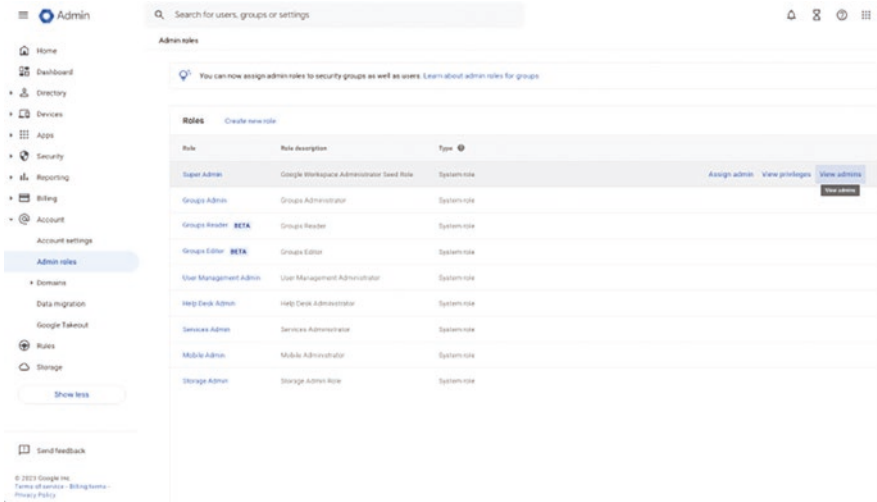 Admin
Search for users, groups or settings
Home
Dashboard
Directory
Devices
Apps
Security
Reporting
Billing
Account
Account settings
Admin roles
Domains
Data migration
Google Takeout
Rules
Storage
Show less
Send feedback
© 2023 Google Inc.
Terms of service - Billing terms -
Privacy Policy
Admin roles
You can now assign admin roles to security groups as well as users. Learn about admin roles for groups
Roles Create new role
Role Role description Type
Super Admin Google Workspace Administrator Seed Role System role Assign admin View privileges View admins
View admins
Groups Admin Groups Administrator System role
Groups Reader BETA Groups Reader System role
Groups Editor BETA Groups Editor System role
User Management Admin User Management Administrator System role
Help Desk Admin Help Desk Administrator System role
Services Admin Services Administrator System role
Mobile Admin Mobile Administrator System role
Storage Admin Storage Admin Role System role